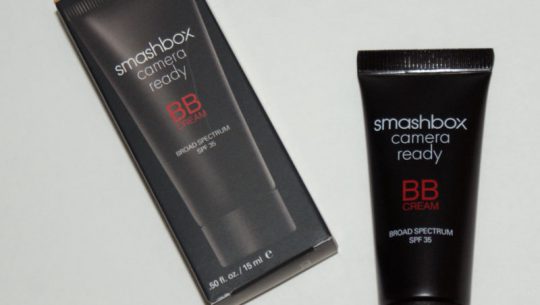 smashbox
camera
ready
BB
CREAM
BROAD SPECTRUM
SPF 35
.50 fl. oz. / 15 ml e
smashbox
camera
ready
BB
CREAM
BROAD SPECTRUM
SPF 35